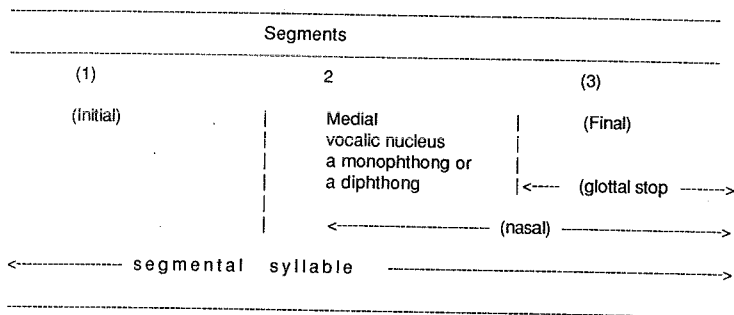 Segments
(1) 2 (3)
(Initial) Medial (Final)
vocalic nucleus
a monophthong or
a diphthong (glottal stop
(nasal)
segmental syllable